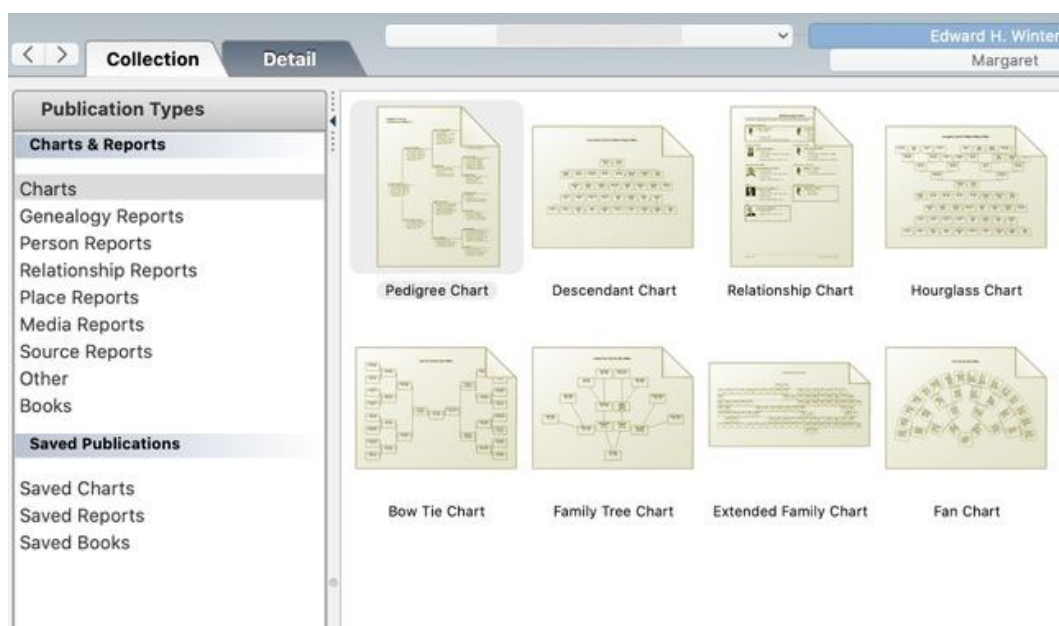 Edward H. Winter
Margaret
Collection
Detail
Publication Types
Charts & Reports
Charts
Genealogy Reports
Person Reports
Relationship Reports
Place Reports
Media Reports
Source Reports
Other
Books
Saved Publications
Saved Charts
Saved Reports
Saved Books
Pedigree Chart
Descendant Chart
Relationship Chart
Hourglass Chart
Bow Tie Chart
Family Tree Chart
Extended Family Chart
Fan Chart